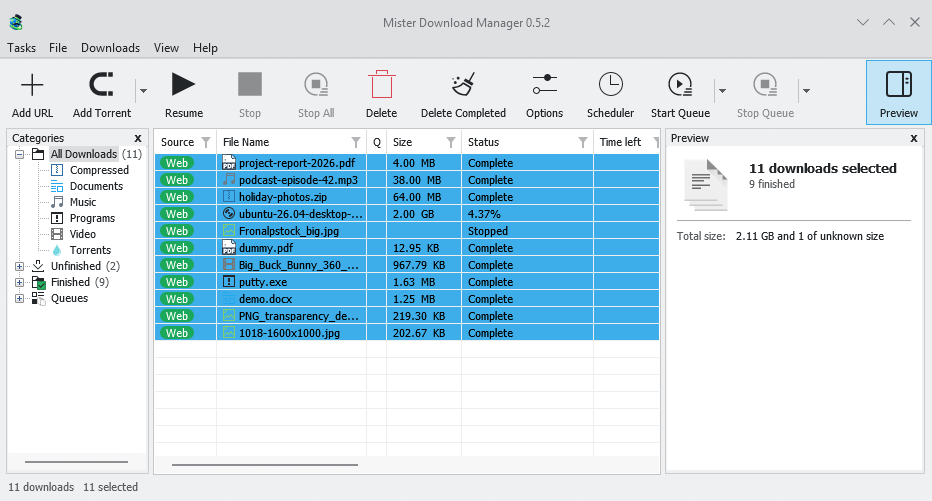 Mister Download Manager 0.5.2
Tasks File Downloads View Help
Add URL Add Torrent Resume Stop Stop All Delete Delete Completed Options Scheduler Start Queue Stop Queue Preview
Categories x
All Downloads (11)
Compressed
Documents
Music
Programs
Video
Torrents
Unfinished (2)
Finished (9)
Queues
Source File Name Q Size Status Time left
Web PDF project-report-2026.pdf 4.00 MB Complete
Web podcast-episode-42.mp3 38.00 MB Complete
Web holiday-photos.zip 64.00 MB Complete
Web ubuntu-26.04-desktop-... 2.00 GB 4.37%
Web Fronalpstock_big.jpg Stopped
Web PDF dummy.pdf 12.95 KB Complete
Web Big_Buck_Bunny_360_... 967.79 KB Complete
Web putty.exe 1.63 MB Complete
Web demo.docx 1.25 MB Complete
Web PNG_transparency_de... 219.30 KB Complete
Web 1018-1600x1000.jpg 202.67 KB Complete
Preview x
11 downloads selected
9 finished
Total size: 2.11 GB and 1 of unknown size
11 downloads 11 selected